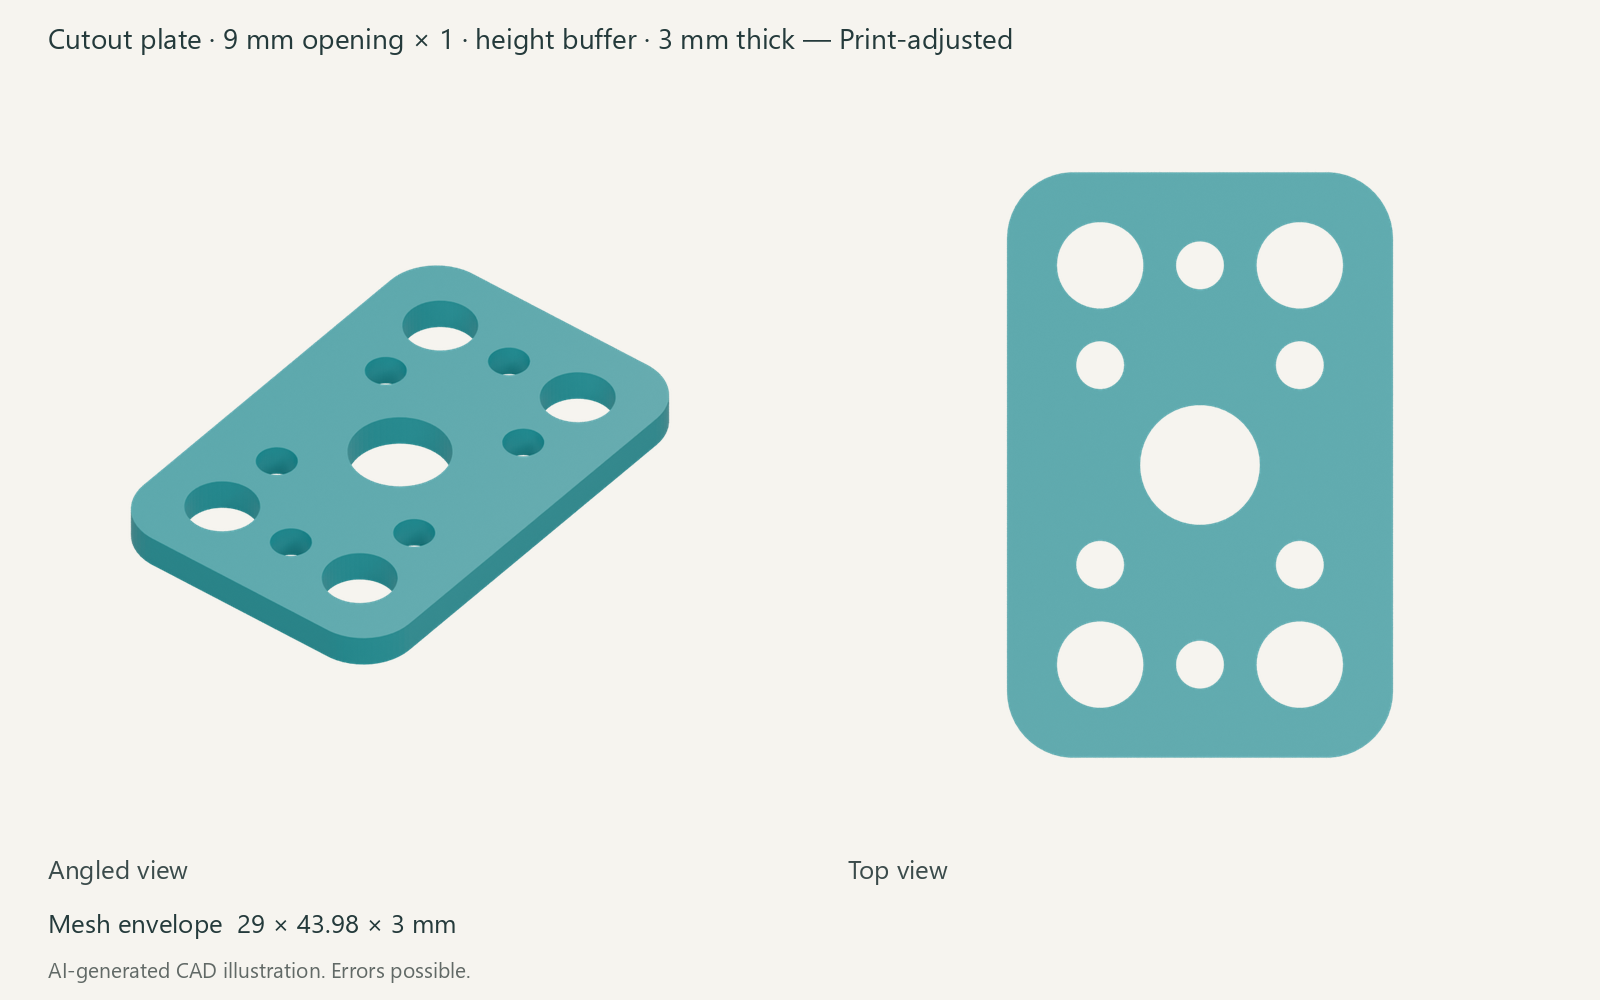 Cutout plate · 9 mm opening × 1 · height buffer · 3 mm thick — Print-adjusted
Angled view
Top view
Mesh envelope 29 × 43.98 × 3 mm
AI-generated CAD illustration. Errors possible.